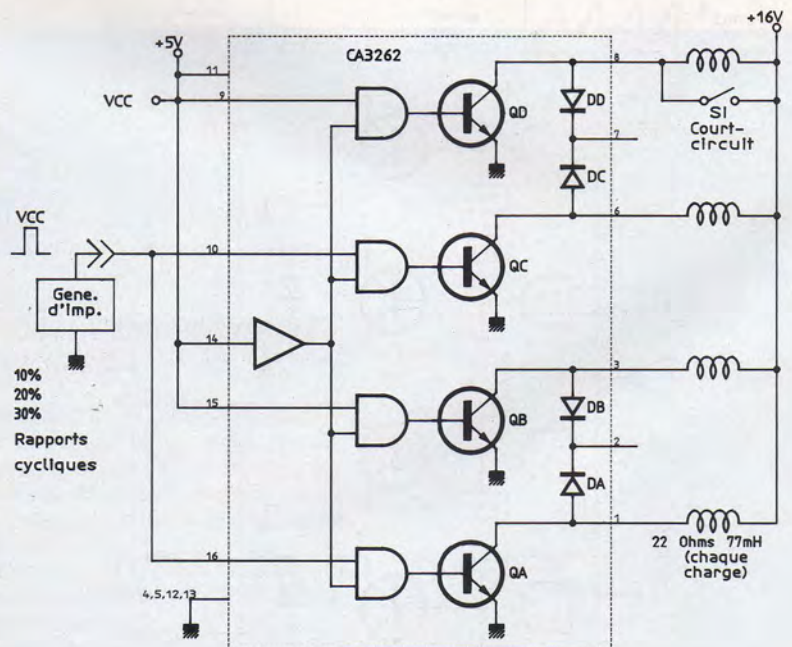 +16V
+5V
CA3262
11
8
VCC
9
QD
DD
S1
Court-
circuit
7
DC
VCC
10
6
QC
Gene.
d'imp.
14
3
10%
20%
30%
15
Rapports
cycliques
QB
DB
2
DA
16
1
22 Ohms 77mH
(chaque
charge)
QA
4,5,12,13